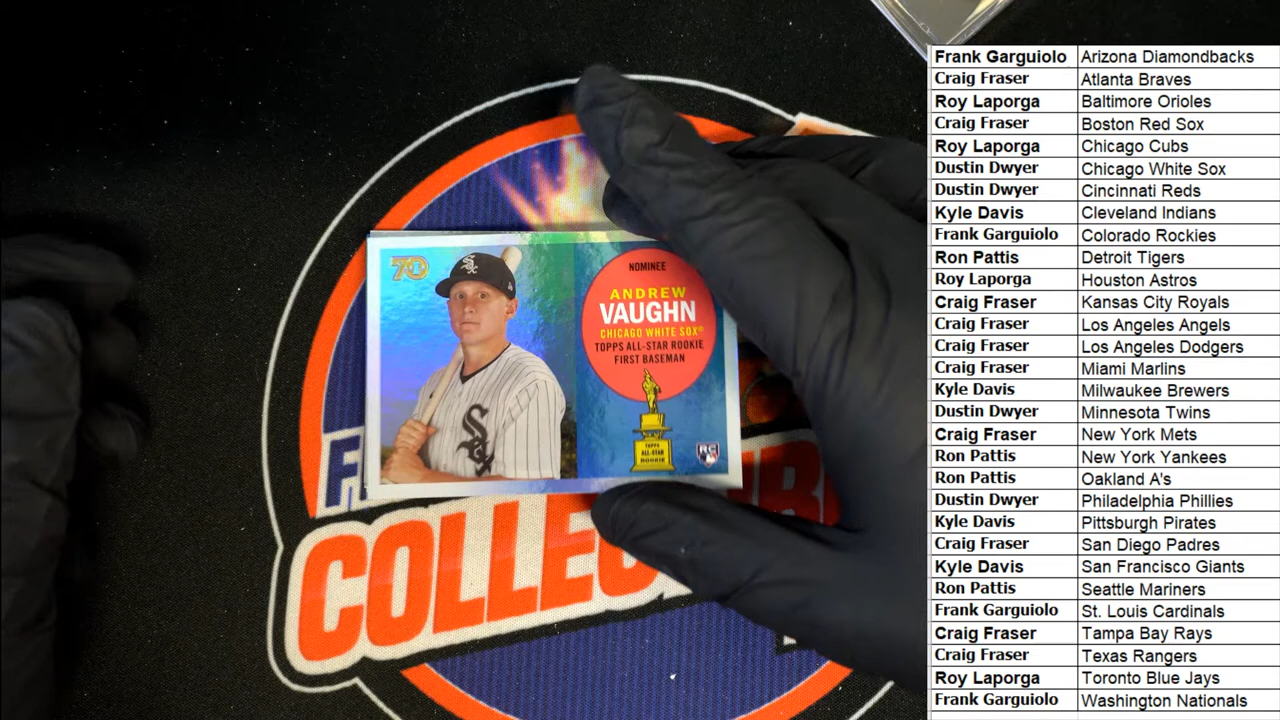 70
NOMINEE
ANDREW
VAUGHN
CHICAGO WHITE SOX®
TOPPS ALL-STAR ROOKIE
FIRST BASEMAN
TOPPS
ALL-STAR
ROOKIE
RC
COLLE
Frank Garguiolo Arizona Diamondbacks
Craig Fraser Atlanta Braves
Roy Laporga Baltimore Orioles
Craig Fraser Boston Red Sox
Roy Laporga Chicago Cubs
Dustin Dwyer Chicago White Sox
Dustin Dwyer Cincinnati Reds
Kyle Davis Cleveland Indians
Frank Garguiolo Colorado Rockies
Ron Pattis Detroit Tigers
Roy Laporga Houston Astros
Craig Fraser Kansas City Royals
Craig Fraser Los Angeles Angels
Craig Fraser Los Angeles Dodgers
Craig Fraser Miami Marlins
Kyle Davis Milwaukee Brewers
Dustin Dwyer Minnesota Twins
Craig Fraser New York Mets
Ron Pattis New York Yankees
Ron Pattis Oakland A's
Dustin Dwyer Philadelphia Phillies
Kyle Davis Pittsburgh Pirates
Craig Fraser San Diego Padres
Kyle Davis San Francisco Giants
Ron Pattis Seattle Mariners
Frank Garguiolo St. Louis Cardinals
Craig Fraser Tampa Bay Rays
Craig Fraser Texas Rangers
Roy Laporga Toronto Blue Jays
Frank Garguiolo Washington Nationals